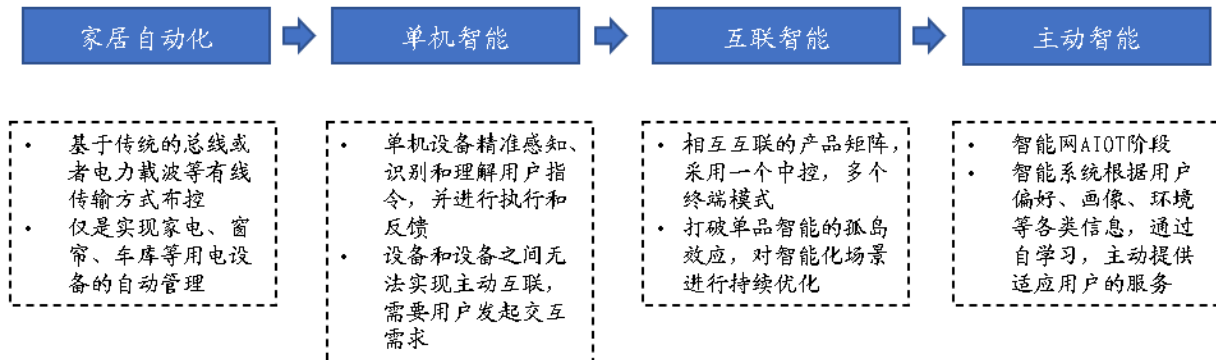 家居自动化
单机智能
互联智能
主动智能
• 基于传统的总线或
者电力载波等有线
传输方式布控
• 仅是实现家电、窗
帘、车库等用电设
备的自动管理
• 单机设备精准感知、
识别和理解用户指
令，并进行执行和
反馈
• 设备和设备之间无
法实现主动互联，
需要用户发起交互
需求
• 相互互联的产品矩阵，
采用一个中控，多个
终端模式
• 打破单品智能的孤岛
效应，对智能化场景
进行持续优化
• 智能网AIOT阶段
• 智能系统根据用户
偏好、画像、环境
等各类信息，通过
自学习，主动提供
适应用户的服务